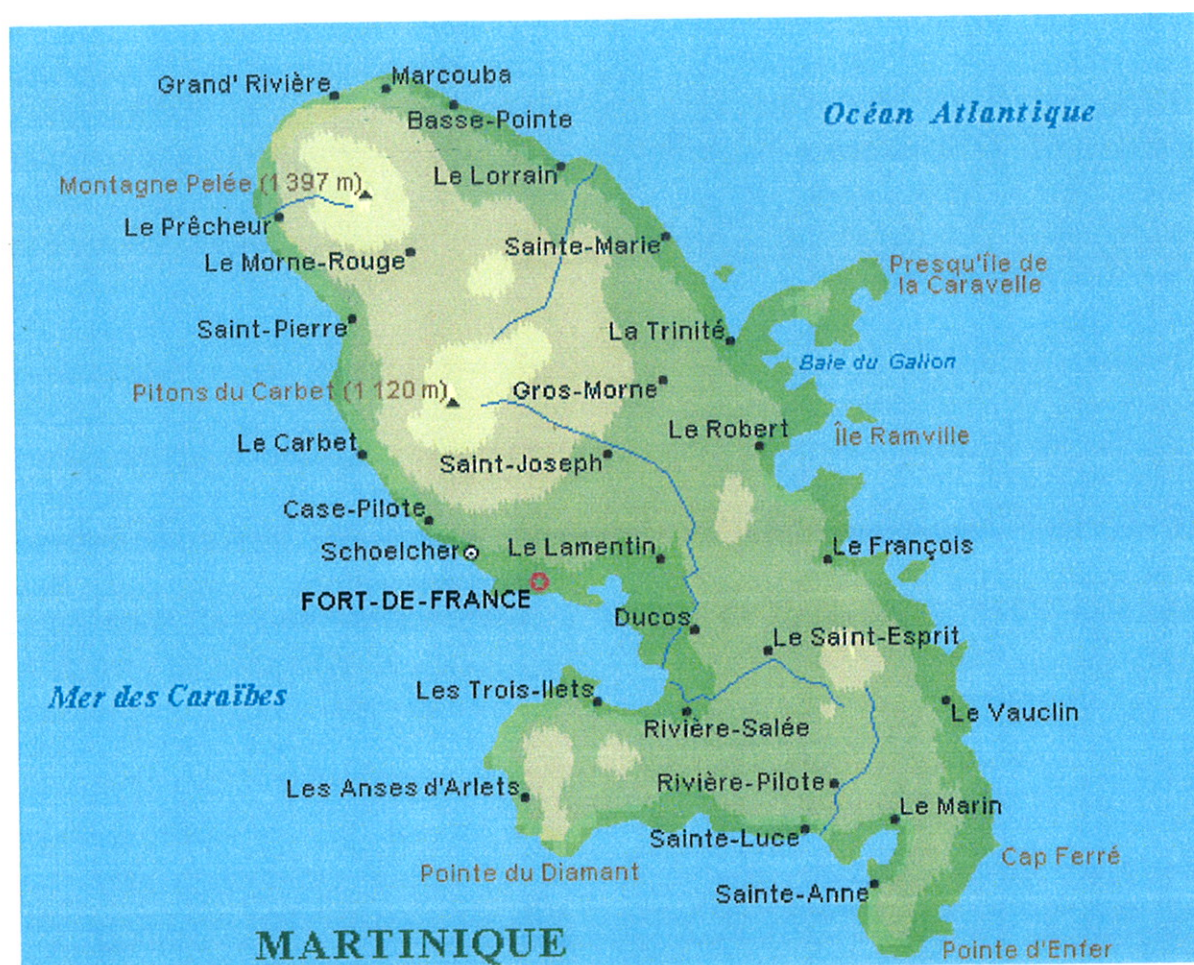 Marcouba
Grand' Rivière
Basse-Pointe
Océan Atlantique
Le Lorrain
Montagne Pelée (1 397 m)
Le Prêcheur
Sainte-Marie
Le Morne-Rouge
Presqu'île de
la Caravelle
Saint-Pierre
La Trinité
Baie du Galion
Pitons du Carbet (1 120 m)
Gros-Morne
Le Robert
Île Ramville
Le Carbet
Saint-Joseph
Case-Pilote
Schoelcher
Le Lamentin
Le François
FORT-DE-FRANCE
Ducos
Le Saint-Esprit
Mer des Caraïbes
Les Trois-Ilets
Le Vauclin
Rivière-Salée
Les Anses d'Arlets
Rivière-Pilote
Le Marin
Sainte-Luce
Cap Ferré
Pointe du Diamant
Sainte-Anne
MARTINIQUE
Pointe d'Enfer